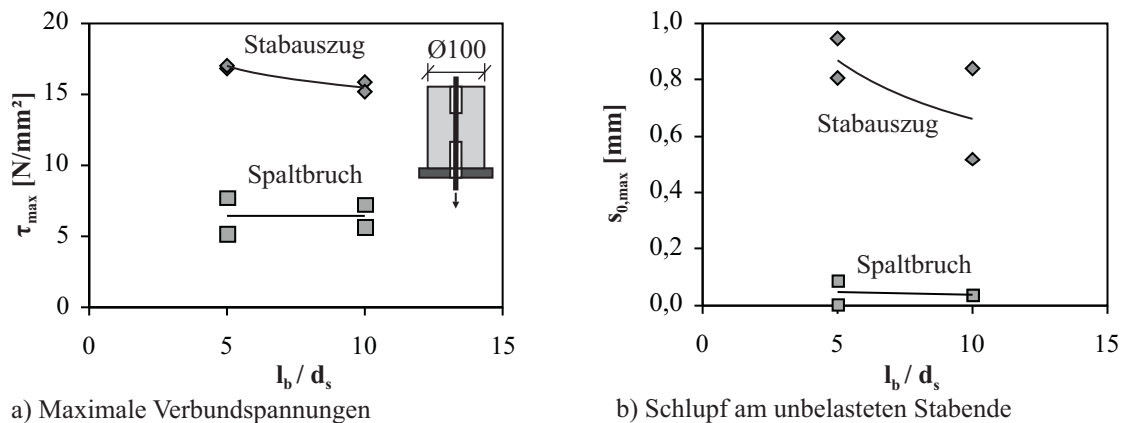 20
15
10
5
0
τmax [N/mm²]
Stabauszug
Ø100
Spaltbruch
0 5 10 15
lb / ds
a) Maximale Verbundspannungen
1,0
0,8
0,6
0,4
0,2
0,0
s0,max [mm]
Stabauszug
Spaltbruch
0 5 10 15
lb / ds
b) Schlupf am unbelasteten Stabende